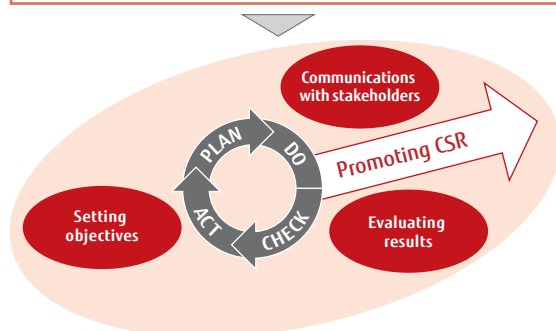 Communications
with stakeholders
Promoting CSR
PLAN
DO
CHECK
ACT
Setting
objectives
Evaluating
results